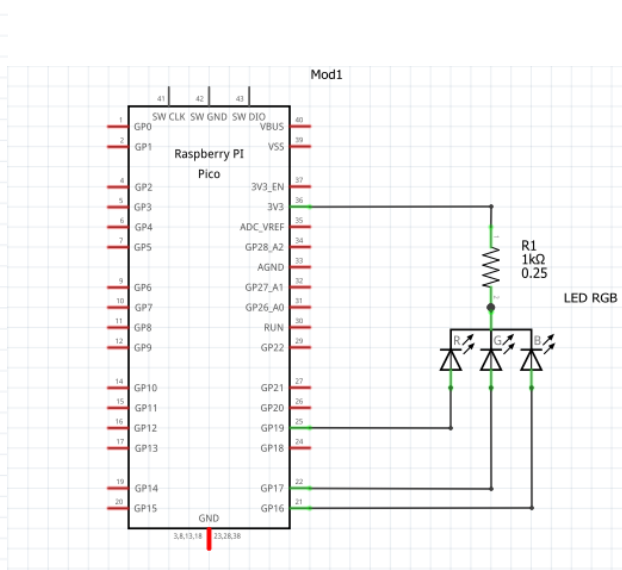 Mod1
41 42 43
SW CLK SW GND SW DIO
1 GP0 VBUS 40
2 GP1 VSS 39
Raspberry PI
Pico
4 GP2 3V3_EN 37
5 GP3 3V3 36
6 GP4 ADC_VREF 35
7 GP5 GP28_A2 34
AGND 33
9 GP6 GP27_A1 32
10 GP7 GP26_A0 31
11 GP8 RUN 30
12 GP9 GP22 29
14 GP10 GP21 27
15 GP11 GP20 26
16 GP12 GP19 25
17 GP13 GP18 24
19 GP14 GP17 22
20 GP15 GP16 21
GND
3,8,13,18 23,28,38
1
R1
1kΩ
0.25
2
LED RGB
R G B